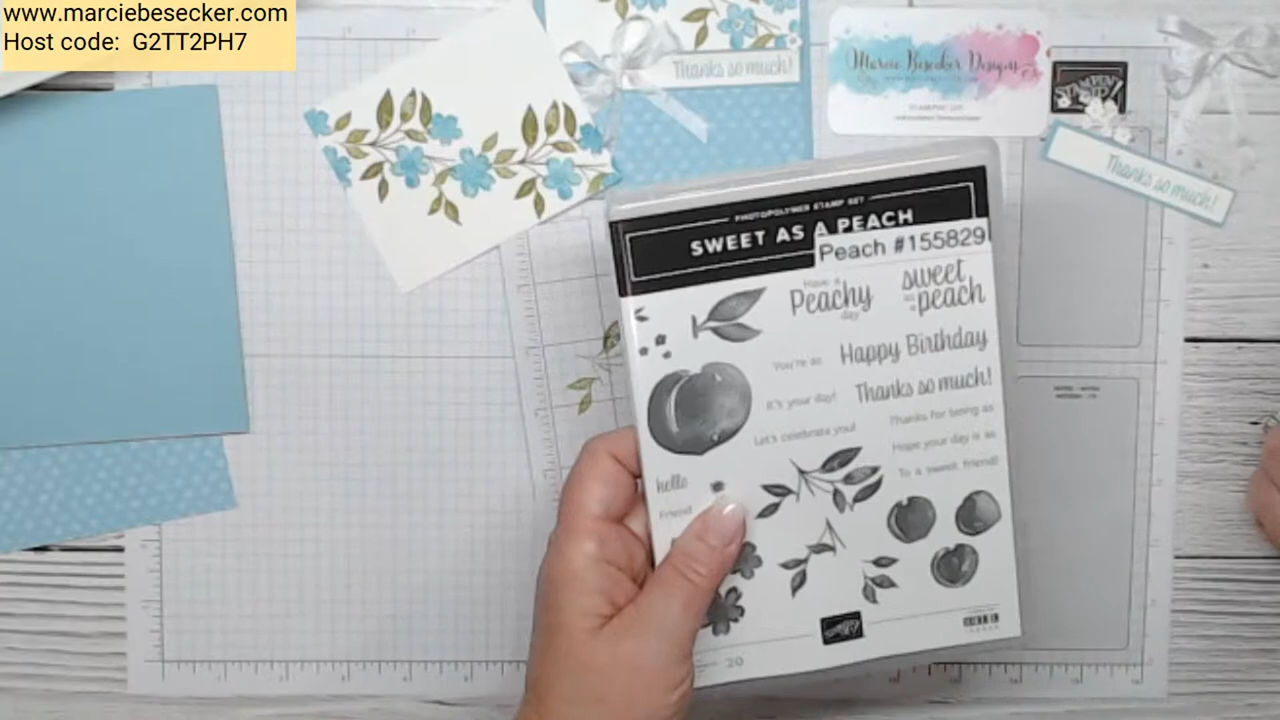 www.marciebesecker.com
Host code: G2TT2PH7
Thanks so much!
Marcie Besecker Designs
STAMPIN' UP!
Thanks so much!
PHOTOPOLYMER STAMP SET
SWEET AS A PEACH
Peach #155829
Have a
Peachy
day
sweet
as a
peach
You're as
Happy Birthday
It's your day!
Thanks so much!
Let's celebrate you!
Thanks for being as
Hope your day is as
To a sweet friend!
hello
Friend
20